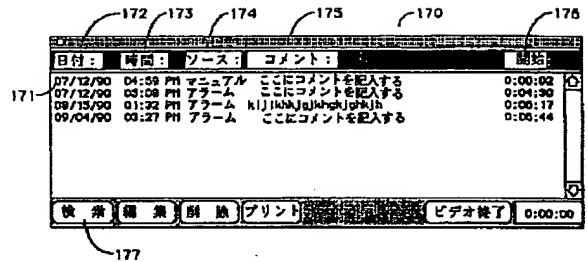 172 173 174 175 170 176
日付： 時間： ソース： コメント： 開始
171
07/12/90 04:59 PM マニュアル ここにコメントを記入する 0:00:02
07/12/90 05:08 PM アラーム ここにコメントを記入する 0:04:30
08/15/90 01:32 PM アラーム 0:06:17
09/04/90 03:27 PM アラーム ここにコメントを記入する 0:06:44
検 索 編 集 削 除 プリント ビデオ終了 0:00:00
177